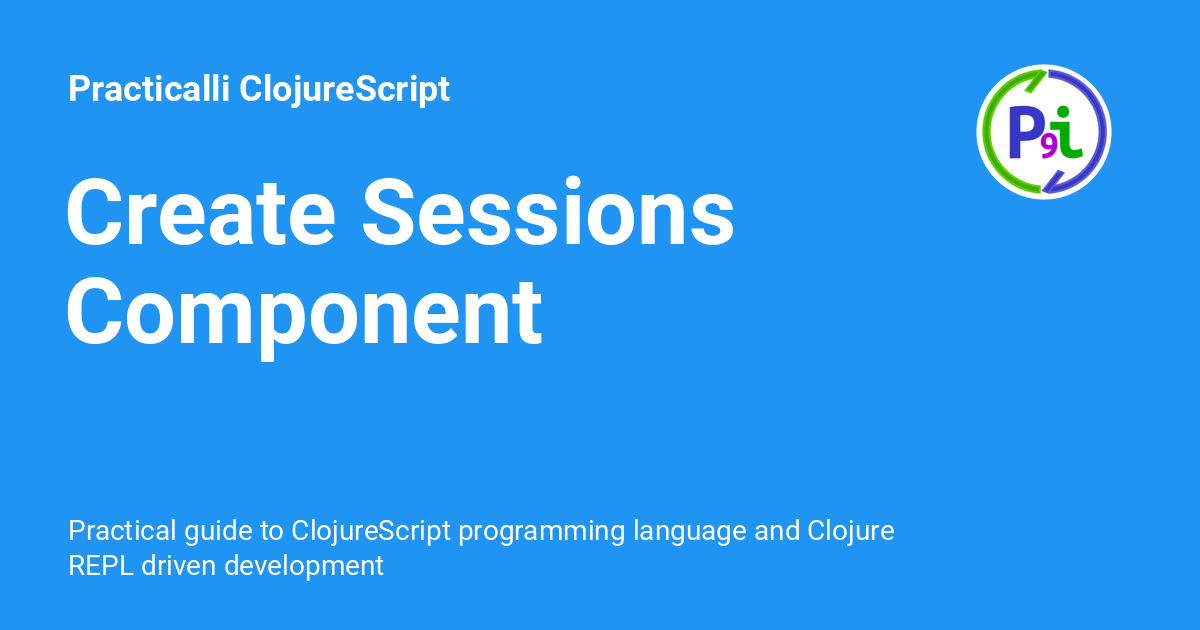 Practicalli ClojureScript
P9i
Create Sessions
Component
Practical guide to ClojureScript programming language and Clojure
REPL driven development